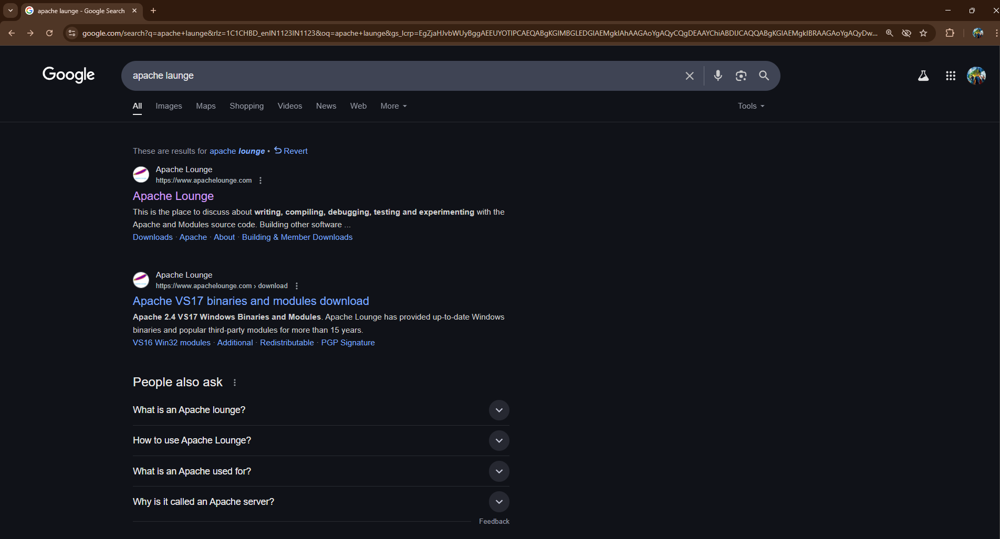 apache launge - Google Search
google.com/search?q=apache+launge&rlz=1C1CHBD_enIN1123IN1123&oq=apache+launge&gs_lcrp=EgZjaHJvbWUyBggAEEUYOTIPCAEQABgKGIMBGLEDGIAEMgkIAhAAGAoYgAQyCQgDEAAYChiABDIJCAQQABgKGIAEMgkIBRAAGAoYgAQyDw...
Google
apache launge
All Images Maps Shopping Videos News Web More Tools
These are results for apache lounge • Revert
Apache Lounge
https://www.apachelounge.com
Apache Lounge
This is the place to discuss about writing, compiling, debugging, testing and experimenting with the
Apache and Modules source code. Building other software ...
Downloads · Apache · About · Building & Member Downloads
Apache Lounge
https://www.apachelounge.com › download
Apache VS17 binaries and modules download
Apache 2.4 VS17 Windows Binaries and Modules. Apache Lounge has provided up-to-date Windows
binaries and popular third-party modules for more than 15 years.
VS16 Win32 modules · Additional · Redistributable · PGP Signature
People also ask
What is an Apache lounge?
How to use Apache Lounge?
What is an Apache used for?
Why is it called an Apache server?
Feedback